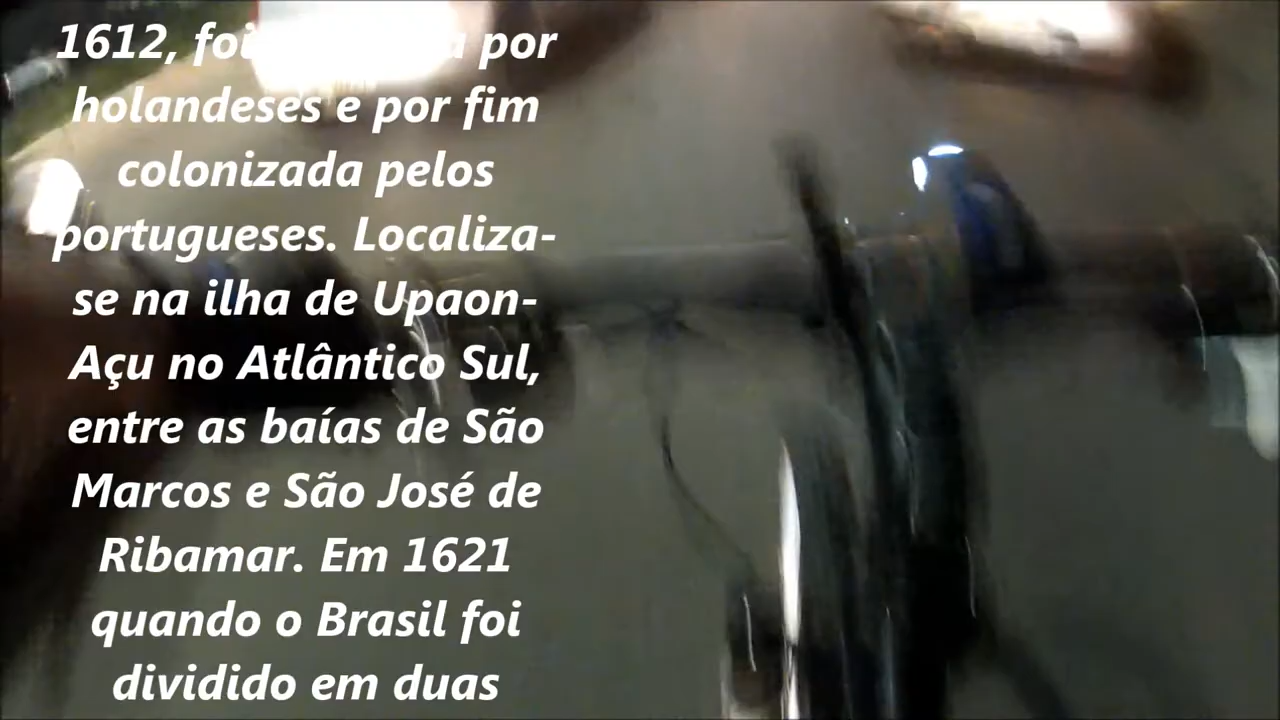 1612, foi por
holandeses e por fim
colonizada pelos
portugueses. Localiza-
se na ilha de Upaon-
Açu no Atlântico Sul,
entre as baías de São
Marcos e São José de
Ribamar. Em 1621
quando o Brasil foi
dividido em duas